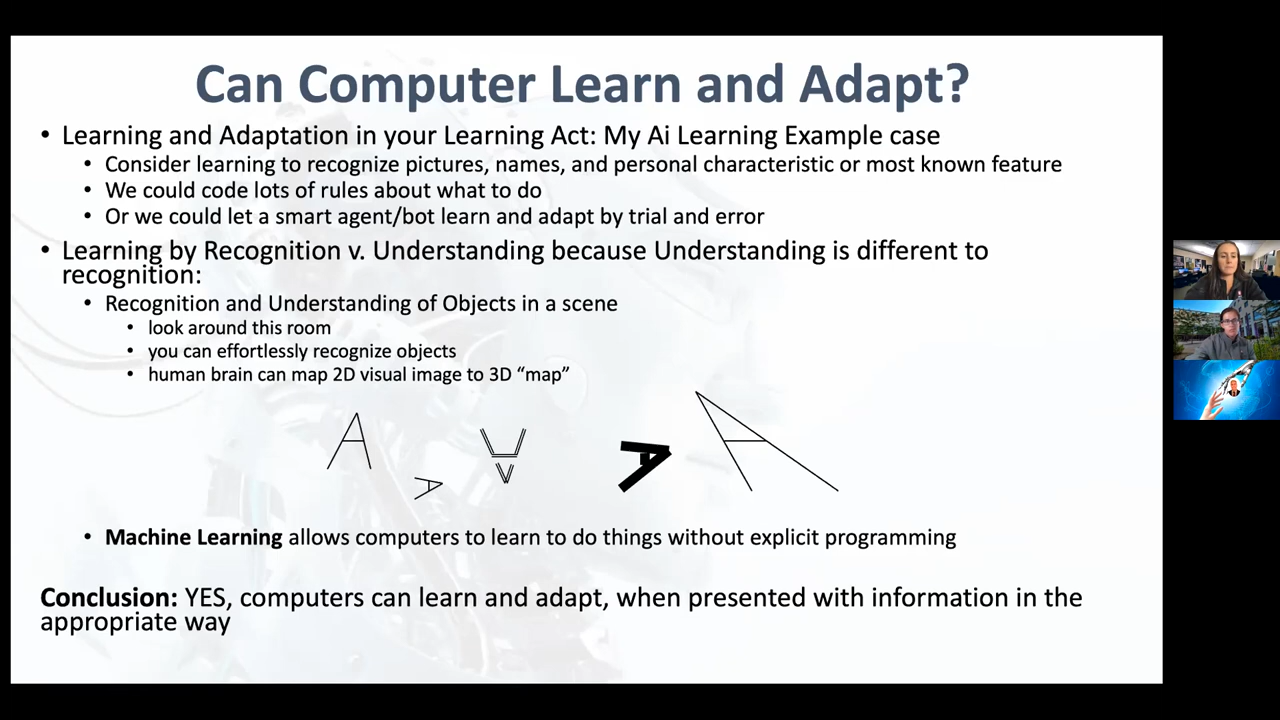 Can Computer Learn and Adapt?
• Learning and Adaptation in your Learning Act: My Ai Learning Example case
• Consider learning to recognize pictures, names, and personal characteristic or most known feature
• We could code lots of rules about what to do
• Or we could let a smart agent/bot learn and adapt by trial and error
• Learning by Recognition v. Understanding because Understanding is different to
recognition:
• Recognition and Understanding of Objects in a scene
• look around this room
• you can effortlessly recognize objects
• human brain can map 2D visual image to 3D “map”
A A A A A
• Machine Learning allows computers to learn to do things without explicit programming
Conclusion: YES, computers can learn and adapt, when presented with information in the
appropriate way